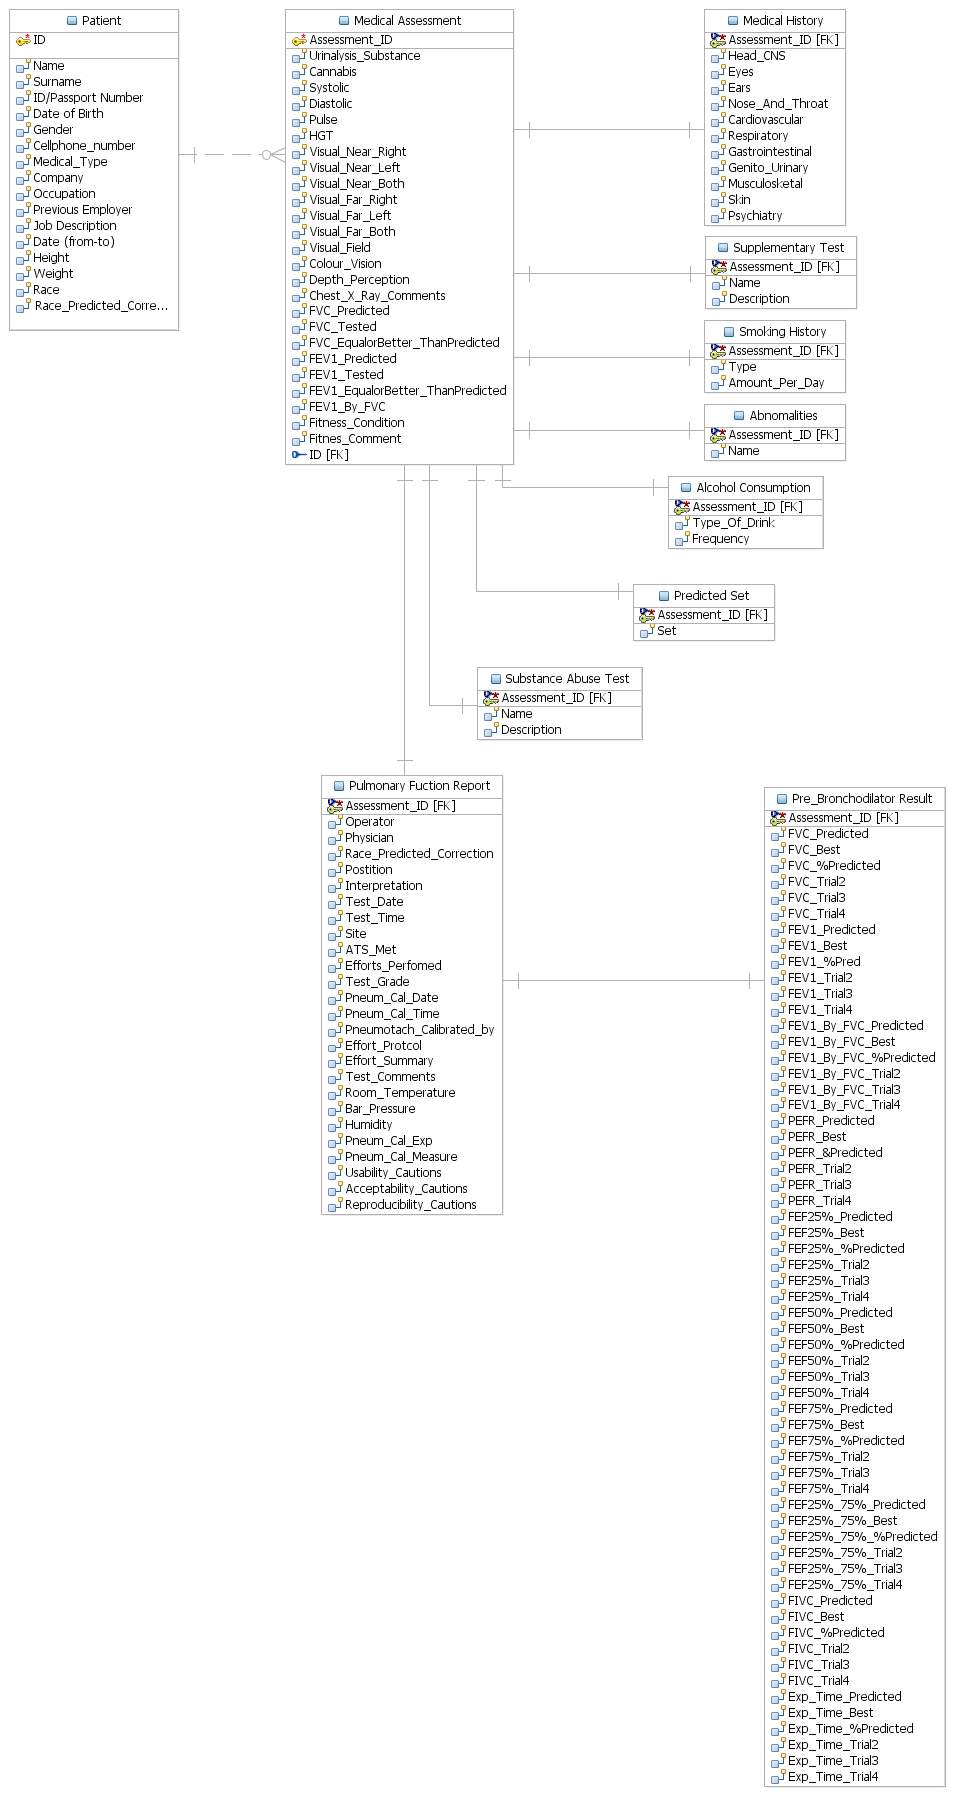 Patient
ID
Name
Surname
ID/Passport Number
Date of Birth
Gender
Cellphone_number
Medical_Type
Company
Occupation
Previous Employer
Job Description
Date (from-to)
Height
Weight
Race
Race_Predicted_Corre...
Medical Assessment
Assessment_ID
Urinalysis_Substance
Cannabis
Systolic
Diastolic
Pulse
HGT
Visual_Near_Right
Visual_Near_Left
Visual_Near_Both
Visual_Far_Right
Visual_Far_Left
Visual_Far_Both
Visual_Field
Colour_Vision
Depth_Perception
Chest_X_Ray_Comments
FVC_Predicted
FVC_Tested
FVC_EqualorBetter_ThanPredicted
FEV1_Predicted
FEV1_Tested
FEV1_EqualorBetter_ThanPredicted
FEV1_By_FVC
Fitness_Condition
Fitnes_Comment
ID [FK]
Medical History
Assessment_ID [FK]
Head_CNS
Eyes
Ears
Nose_And_Throat
Cardiovascular
Respiratory
Gastrointestinal
Genito_Urinary
Musculosketal
Skin
Psychiatry
Supplementary Test
Assessment_ID [FK]
Name
Description
Smoking History
Assessment_ID [FK]
Type
Amount_Per_Day
Abnomalities
Assessment_ID [FK]
Name
Alcohol Consumption
Assessment_ID [FK]
Type_Of_Drink
Frequency
Predicted Set
Assessment_ID [FK]
Set
Substance Abuse Test
Assessment_ID [FK]
Name
Description
Pulmonary Fuction Report
Assessment_ID [FK]
Operator
Physician
Race_Predicted_Correction
Postition
Interpretation
Test_Date
Test_Time
Site
ATS_Met
Efforts_Perfomed
Test_Grade
Pneum_Cal_Date
Pneum_Cal_Time
Pneumotach_Calibrated_by
Effort_Protcol
Effort_Summary
Test_Comments
Room_Temperature
Bar_Pressure
Humidity
Pneum_Cal_Exp
Pneum_Cal_Measure
Usability_Cautions
Acceptability_Cautions
Reproducibility_Cautions
Pre_Bronchodilator Result
Assessment_ID [FK]
FVC_Predicted
FVC_Best
FVC_%Predicted
FVC_Trial2
FVC_Trial3
FVC_Trial4
FEV1_Predicted
FEV1_Best
FEV1_%Pred
FEV1_Trial2
FEV1_Trial3
FEV1_Trial4
FEV1_By_FVC_Predicted
FEV1_By_FVC_Best
FEV1_By_FVC_%Predicted
FEV1_By_FVC_Trial2
FEV1_By_FVC_Trial3
FEV1_By_FVC_Trial4
PEFR_Predicted
PEFR_Best
PEFR_&Predicted
PEFR_Trial2
PEFR_Trial3
PEFR_Trial4
FEF25%_Predicted
FEF25%_Best
FEF25%_%Predicted
FEF25%_Trial2
FEF25%_Trial3
FEF25%_Trial4
FEF50%_Predicted
FEF50%_Best
FEF50%_%Predicted
FEF50%_Trial2
FEF50%_Trial3
FEF50%_Trial4
FEF75%_Predicted
FEF75%_Best
FEF75%_%Predicted
FEF75%_Trial2
FEF75%_Trial3
FEF75%_Trial4
FEF25%_75%_Predicted
FEF25%_75%_Best
FEF25%_75%_%Predicted
FEF25%_75%_Trial2
FEF25%_75%_Trial3
FEF25%_75%_Trial4
FIVC_Predicted
FIVC_Best
FIVC_%Predicted
FIVC_Trial2
FIVC_Trial3
FIVC_Trial4
Exp_Time_Predicted
Exp_Time_Best
Exp_Time_%Predicted
Exp_Time_Trial2
Exp_Time_Trial3
Exp_Time_Trial4